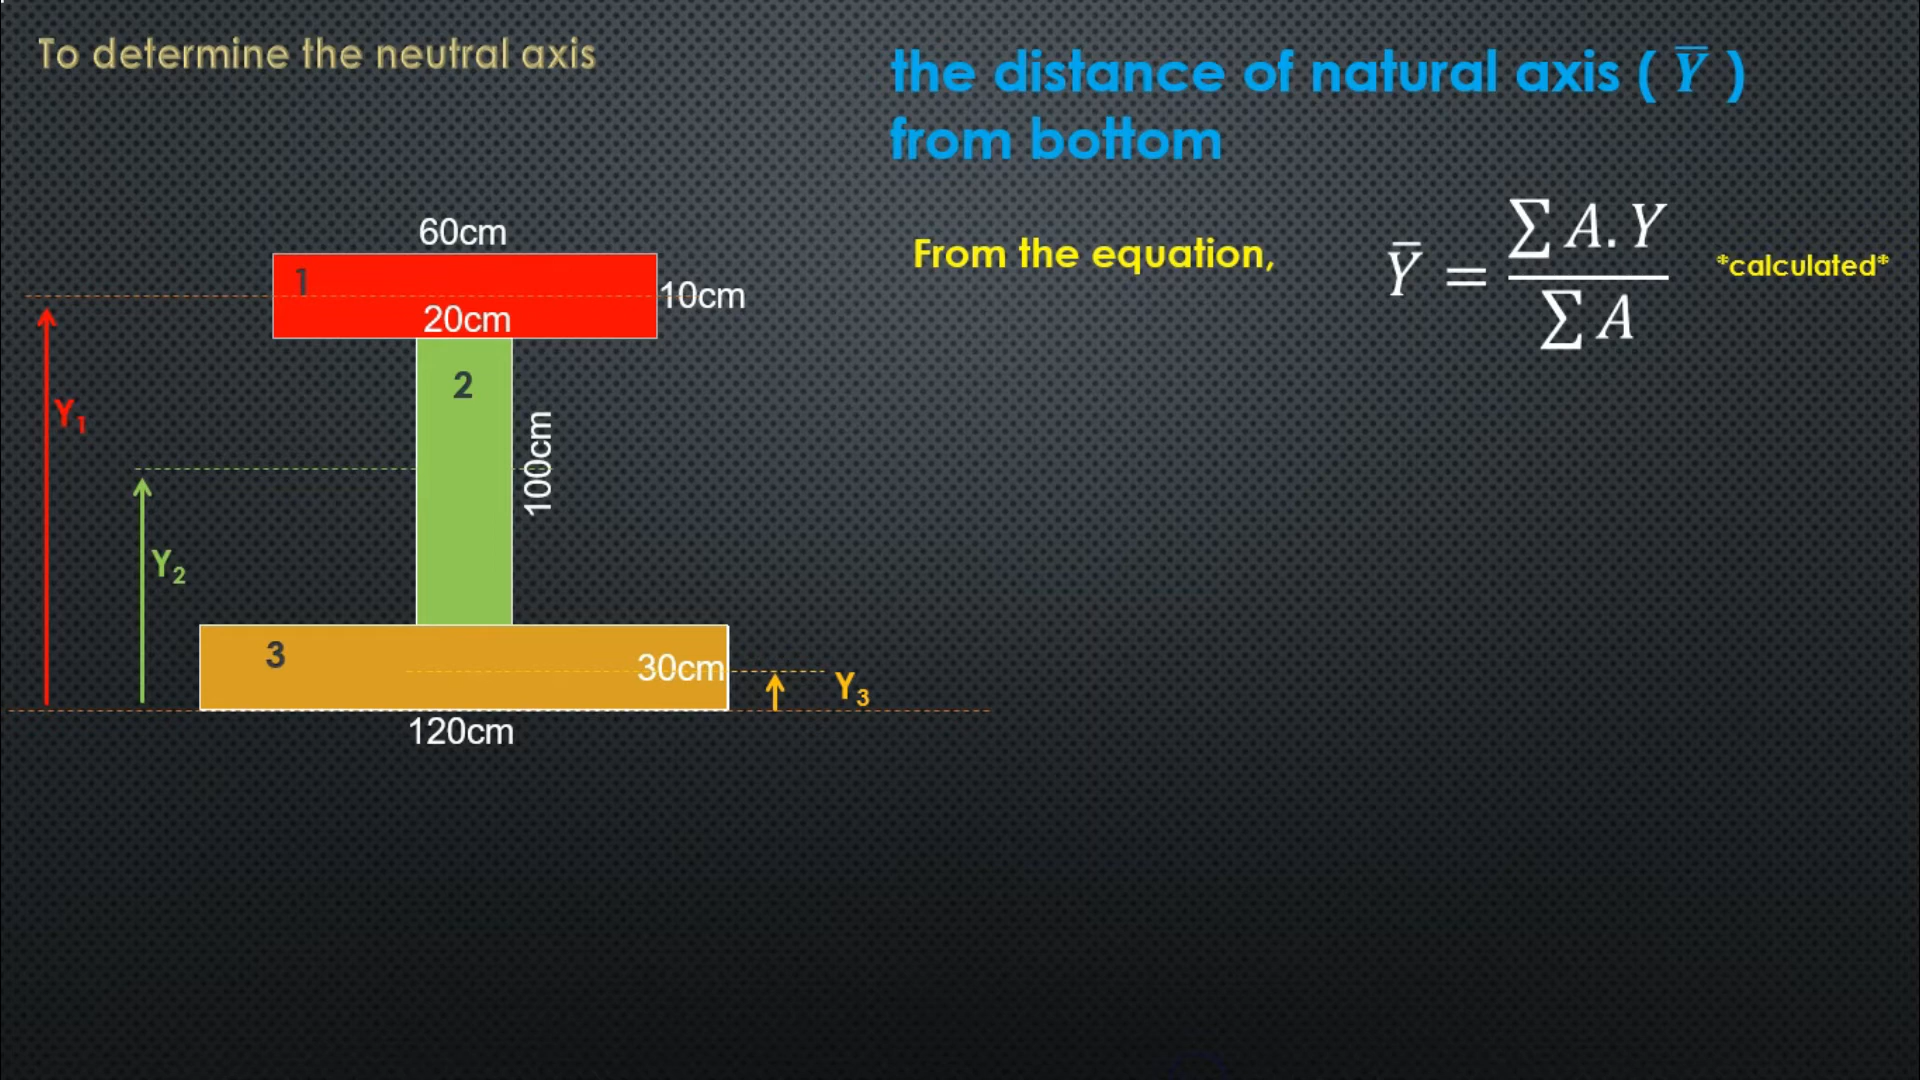 To determine the neutral axis
the distance of natural axis ( Y̅ )
from bottom
From the equation,
Y̅ = ∑ A. Y / ∑ A
*calculated*
60cm
1
10cm
20cm
2
100cm
Y₁
Y₂
3
30cm
Y₃
120cm